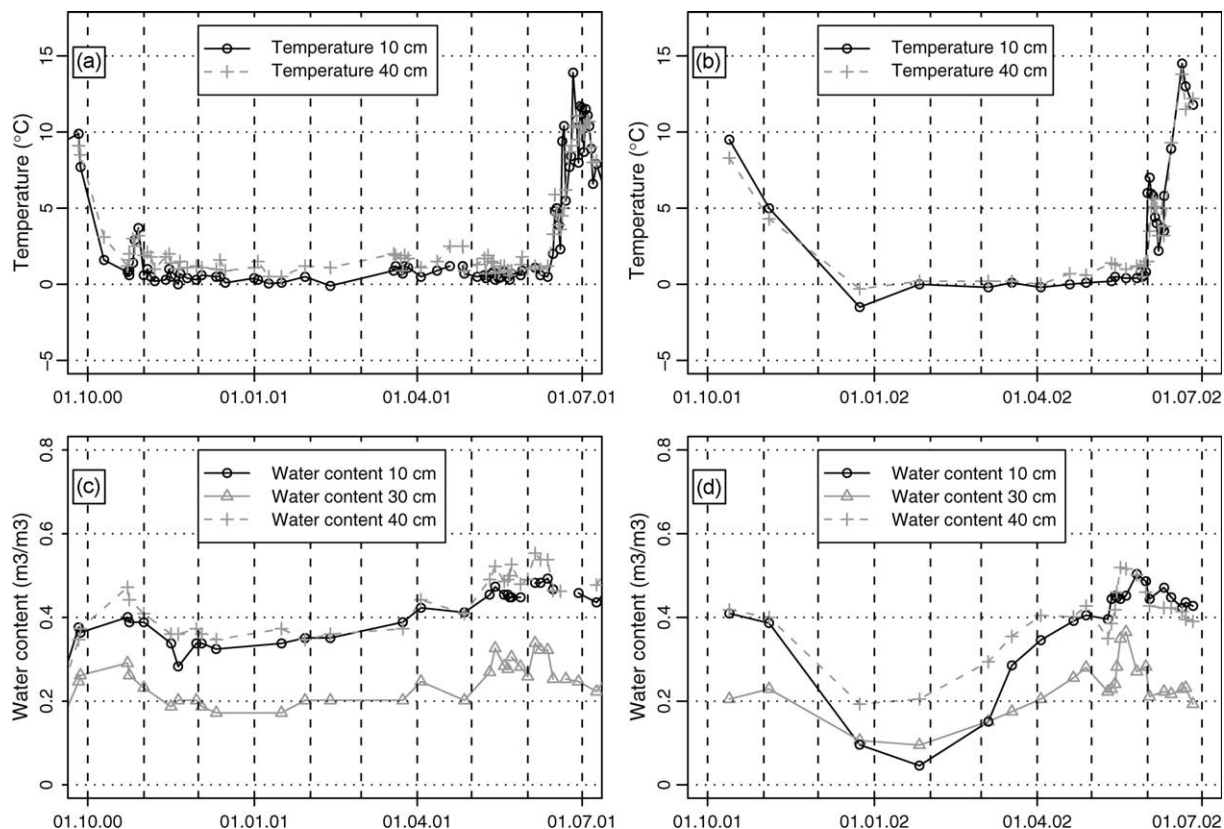 (a)
Temperature 10 cm
Temperature 40 cm
Temperature (°C)
15
10
5
0
−5
01.10.00
01.01.01
01.04.01
01.07.01
(b)
Temperature 10 cm
Temperature 40 cm
Temperature (°C)
15
10
5
0
−5
01.10.01
01.01.02
01.04.02
01.07.02
(c)
Water content 10 cm
Water content 30 cm
Water content 40 cm
Water content (m3/m3)
0.8
0.6
0.4
0.2
0
01.10.00
01.01.01
01.04.01
01.07.01
(d)
Water content 10 cm
Water content 30 cm
Water content 40 cm
Water content (m3/m3)
0.8
0.6
0.4
0.2
0
01.10.01
01.01.02
01.04.02
01.07.02